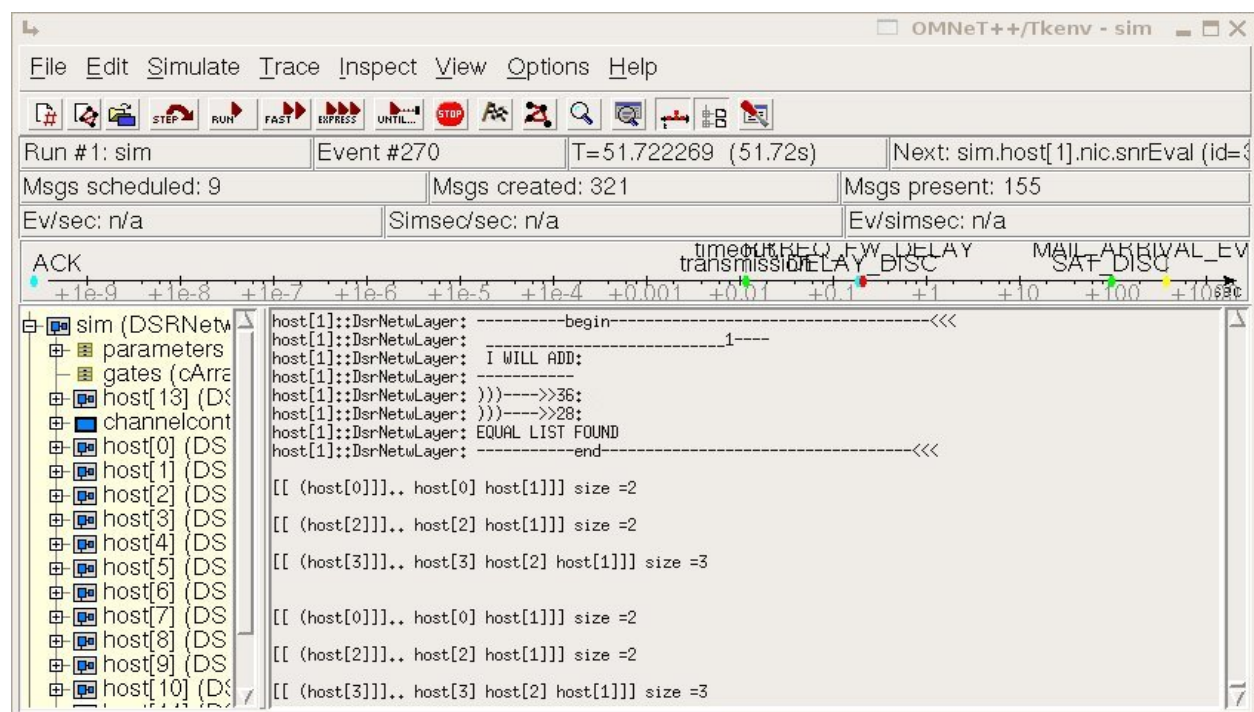 OMNeT++/Tkenv - sim
File Edit Simulate Trace Inspect View Options Help
STEP RUN FAST EXPRESS UNTIL... STOP
Run #1: sim Event #270 T=51.722269 (51.72s) Next: sim.host[1].nic.snrEval (id=3
Msgs scheduled: 9 Msgs created: 321 Msgs present: 155
Ev/sec: n/a Simsec/sec: n/a Ev/simsec: n/a
RREQ_FW_DELAY MAIL_ARRIVAL_EV
ACK transmission DELAY_DISC SAT_DISC
+1e-9 +1e-8 +1e-7 +1e-6 +1e-5 +1e-4 +0.001 +0.01 +0.1 +1 +10 +100 sec
sim (DSRNetw
parameters
gates (cArra
host[13] (DS
channelcont
host[0] (DS
host[1] (DS
host[2] (DS
host[3] (DS
host[4] (DS
host[5] (DS
host[6] (DS
host[7] (DS
host[8] (DS
host[9] (DS
host[10] (DS
host[1]::DsrNetwLayer: -----------begin----------------------------------------<<<
host[1]::DsrNetwLayer: ______________________________1----
host[1]::DsrNetwLayer: I WILL ADD:
host[1]::DsrNetwLayer: -----------
host[1]::DsrNetwLayer: )))---->>36:
host[1]::DsrNetwLayer: )))---->>28:
host[1]::DsrNetwLayer: EQUAL LIST FOUND
host[1]::DsrNetwLayer: ------------end---------------------------------------<<<
[[ (host[0]]].. host[0] host[1]]] size =2
[[ (host[2]]].. host[2] host[1]]] size =2
[[ (host[3]]].. host[3] host[2] host[1]]] size =3
[[ (host[0]]].. host[0] host[1]]] size =2
[[ (host[2]]].. host[2] host[1]]] size =2
[[ (host[3]]].. host[3] host[2] host[1]]] size =3